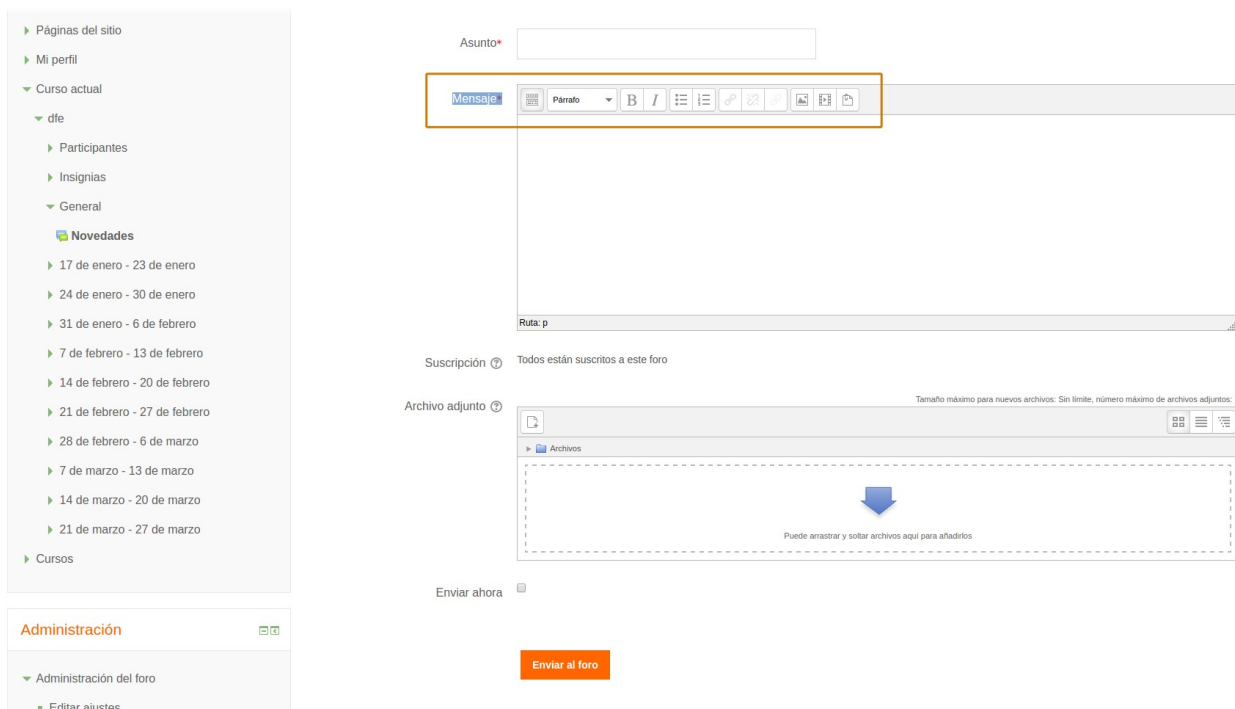 Páginas del sitio
Mi perfil
Curso actual
dfe
Participantes
Insignias
General
Novedades
17 de enero - 23 de enero
24 de enero - 30 de enero
31 de enero - 6 de febrero
7 de febrero - 13 de febrero
14 de febrero - 20 de febrero
21 de febrero - 27 de febrero
28 de febrero - 6 de marzo
7 de marzo - 13 de marzo
14 de marzo - 20 de marzo
21 de marzo - 27 de marzo
Cursos
Administración
Administración del foro
Editar ajustes
Asunto*
Mensaje*
Párrafo
B I
Ruta: p
Suscripción
Todos están suscritos a este foro
Archivo adjunto
Tamaño máximo para nuevos archivos: Sin límite, número máximo de archivos adjuntos:
Archivos
Puede arrastrar y soltar archivos aquí para añadirlos
Enviar ahora
Enviar al foro